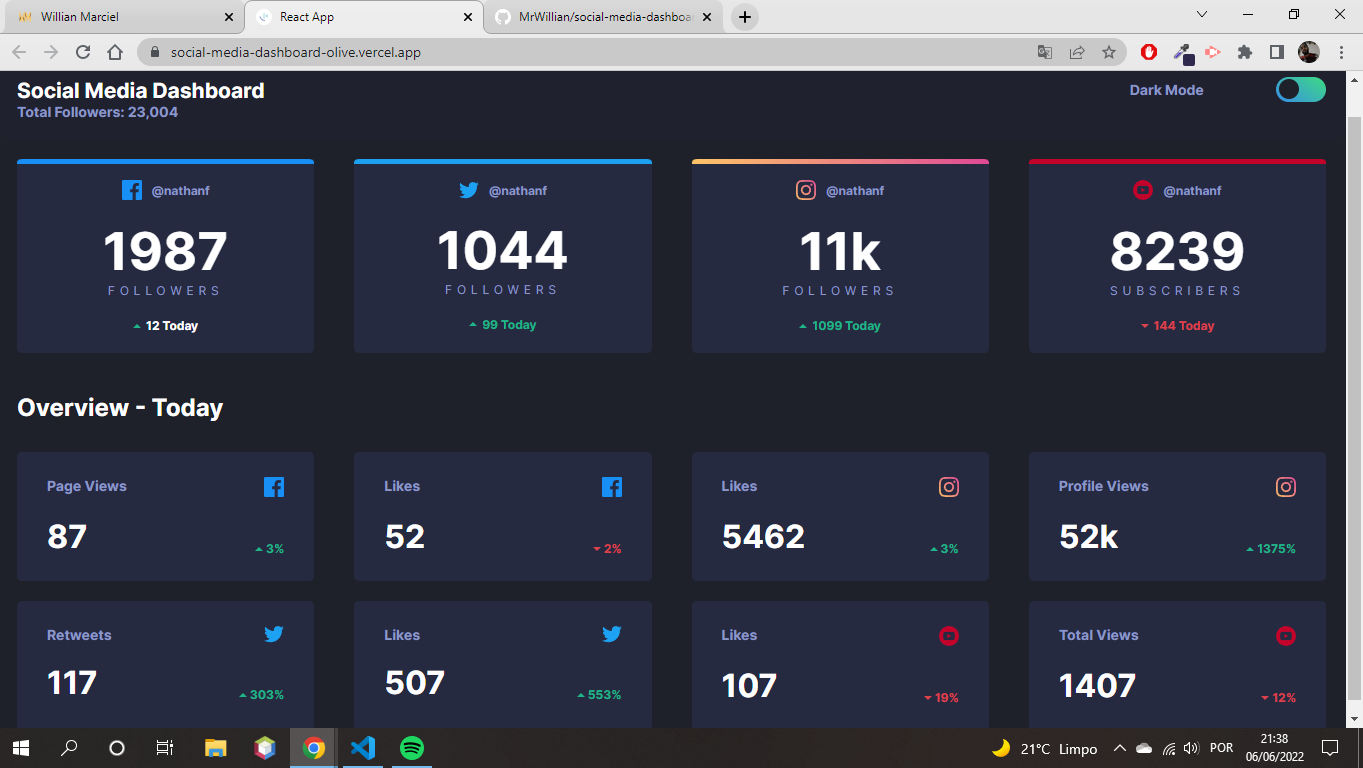 Willian Marciel
React App
MrWillian/social-media-dashboa
social-media-dashboard-olive.vercel.app
Social Media Dashboard
Total Followers: 23,004
Dark Mode
@nathanf
1987
FOLLOWERS
12 Today
@nathanf
1044
FOLLOWERS
99 Today
@nathanf
11k
FOLLOWERS
1099 Today
@nathanf
8239
SUBSCRIBERS
144 Today
Overview - Today
Page Views
87
3%
Likes
52
2%
Likes
5462
3%
Profile Views
52k
1375%
Retweets
117
303%
Likes
507
553%
Likes
107
19%
Total Views
1407
12%
21°C Limpo
POR
21:38
06/06/2022